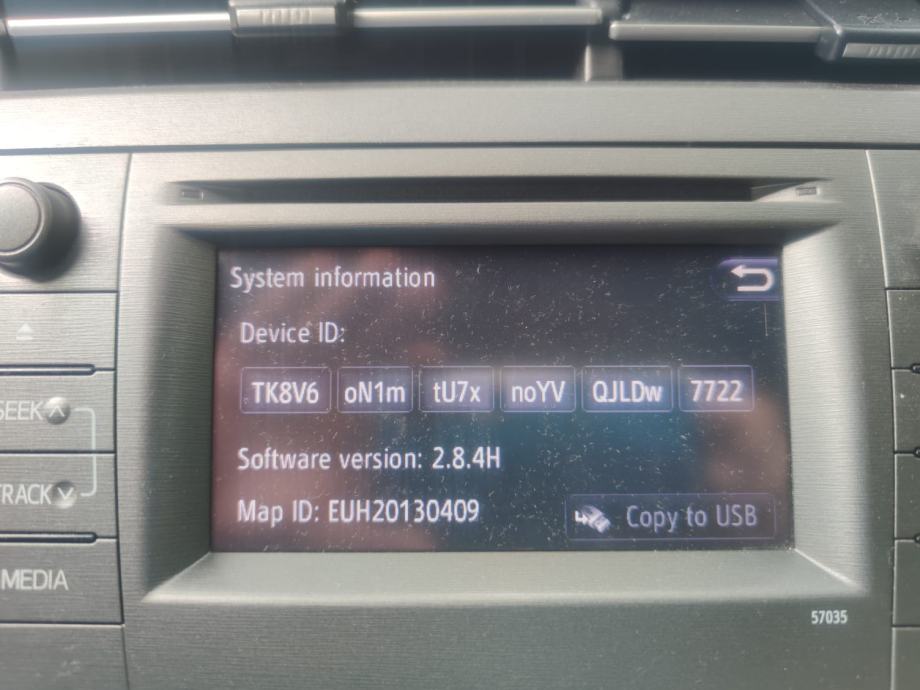 System information
Device ID:
TK8V6 oN1m tU7x noYV QJLDw 7722
SEEK
Software version: 2.8.4H
TRACK
Map ID: EUH20130409
Copy to USB
MEDIA
57035